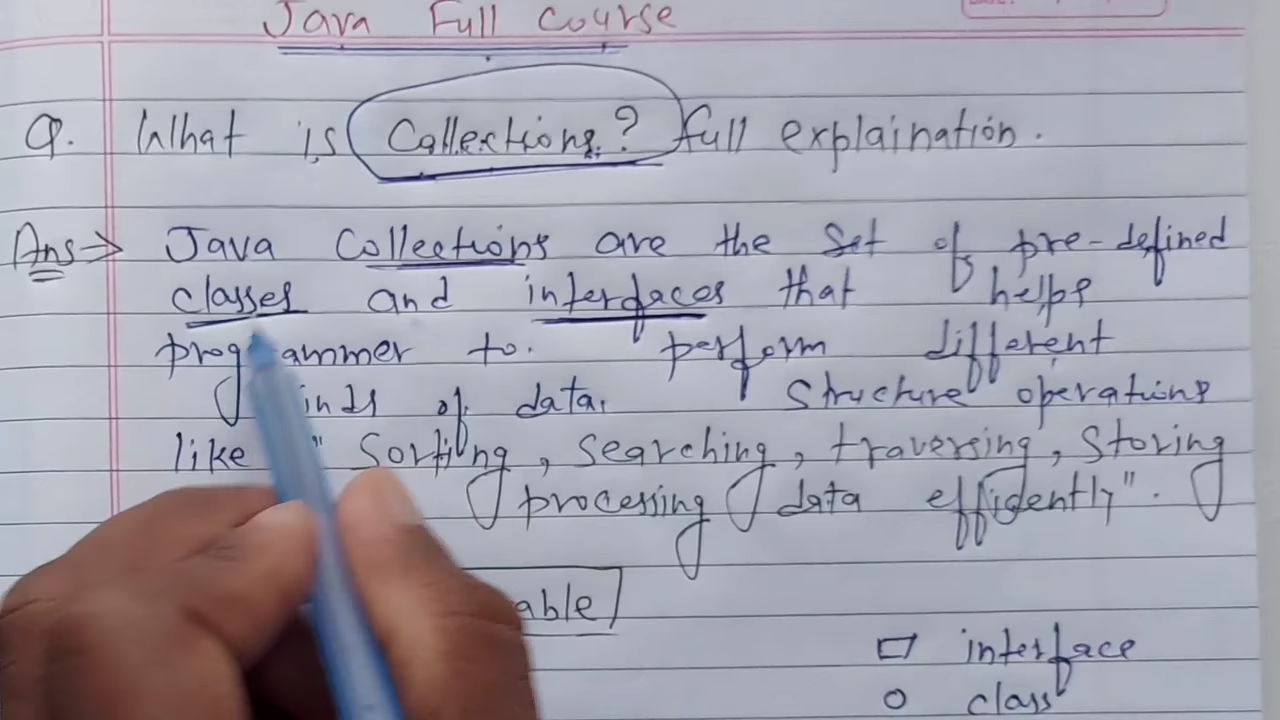 Java Full Course
Q. What is Collections? full explaination.
Ans→ Java Collections are the set of pre-defined
classes and interfaces that helps
programmer to perform different
of data structure operations
like " Sorting, searching, traversing, storing
processing data efficiently".
interface
class